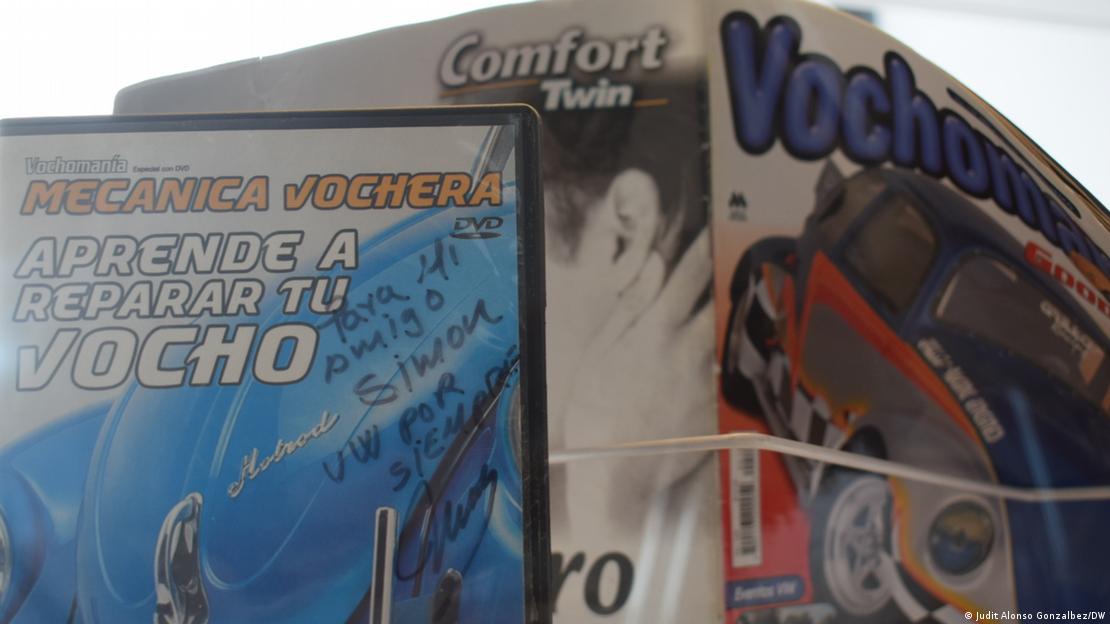 Vochomanía Especial con DVD
MECANICA VOCHERA
DVD
APRENDE A
REPARAR TU
VOCHO
Hotrod
Para Mi
amigo
Simon
VW POR
SIEMPRE
Comfort
Twin
ro
Vochoma
GOOD
Eventos VW
© Judit Alonso Gonzalbez/DW